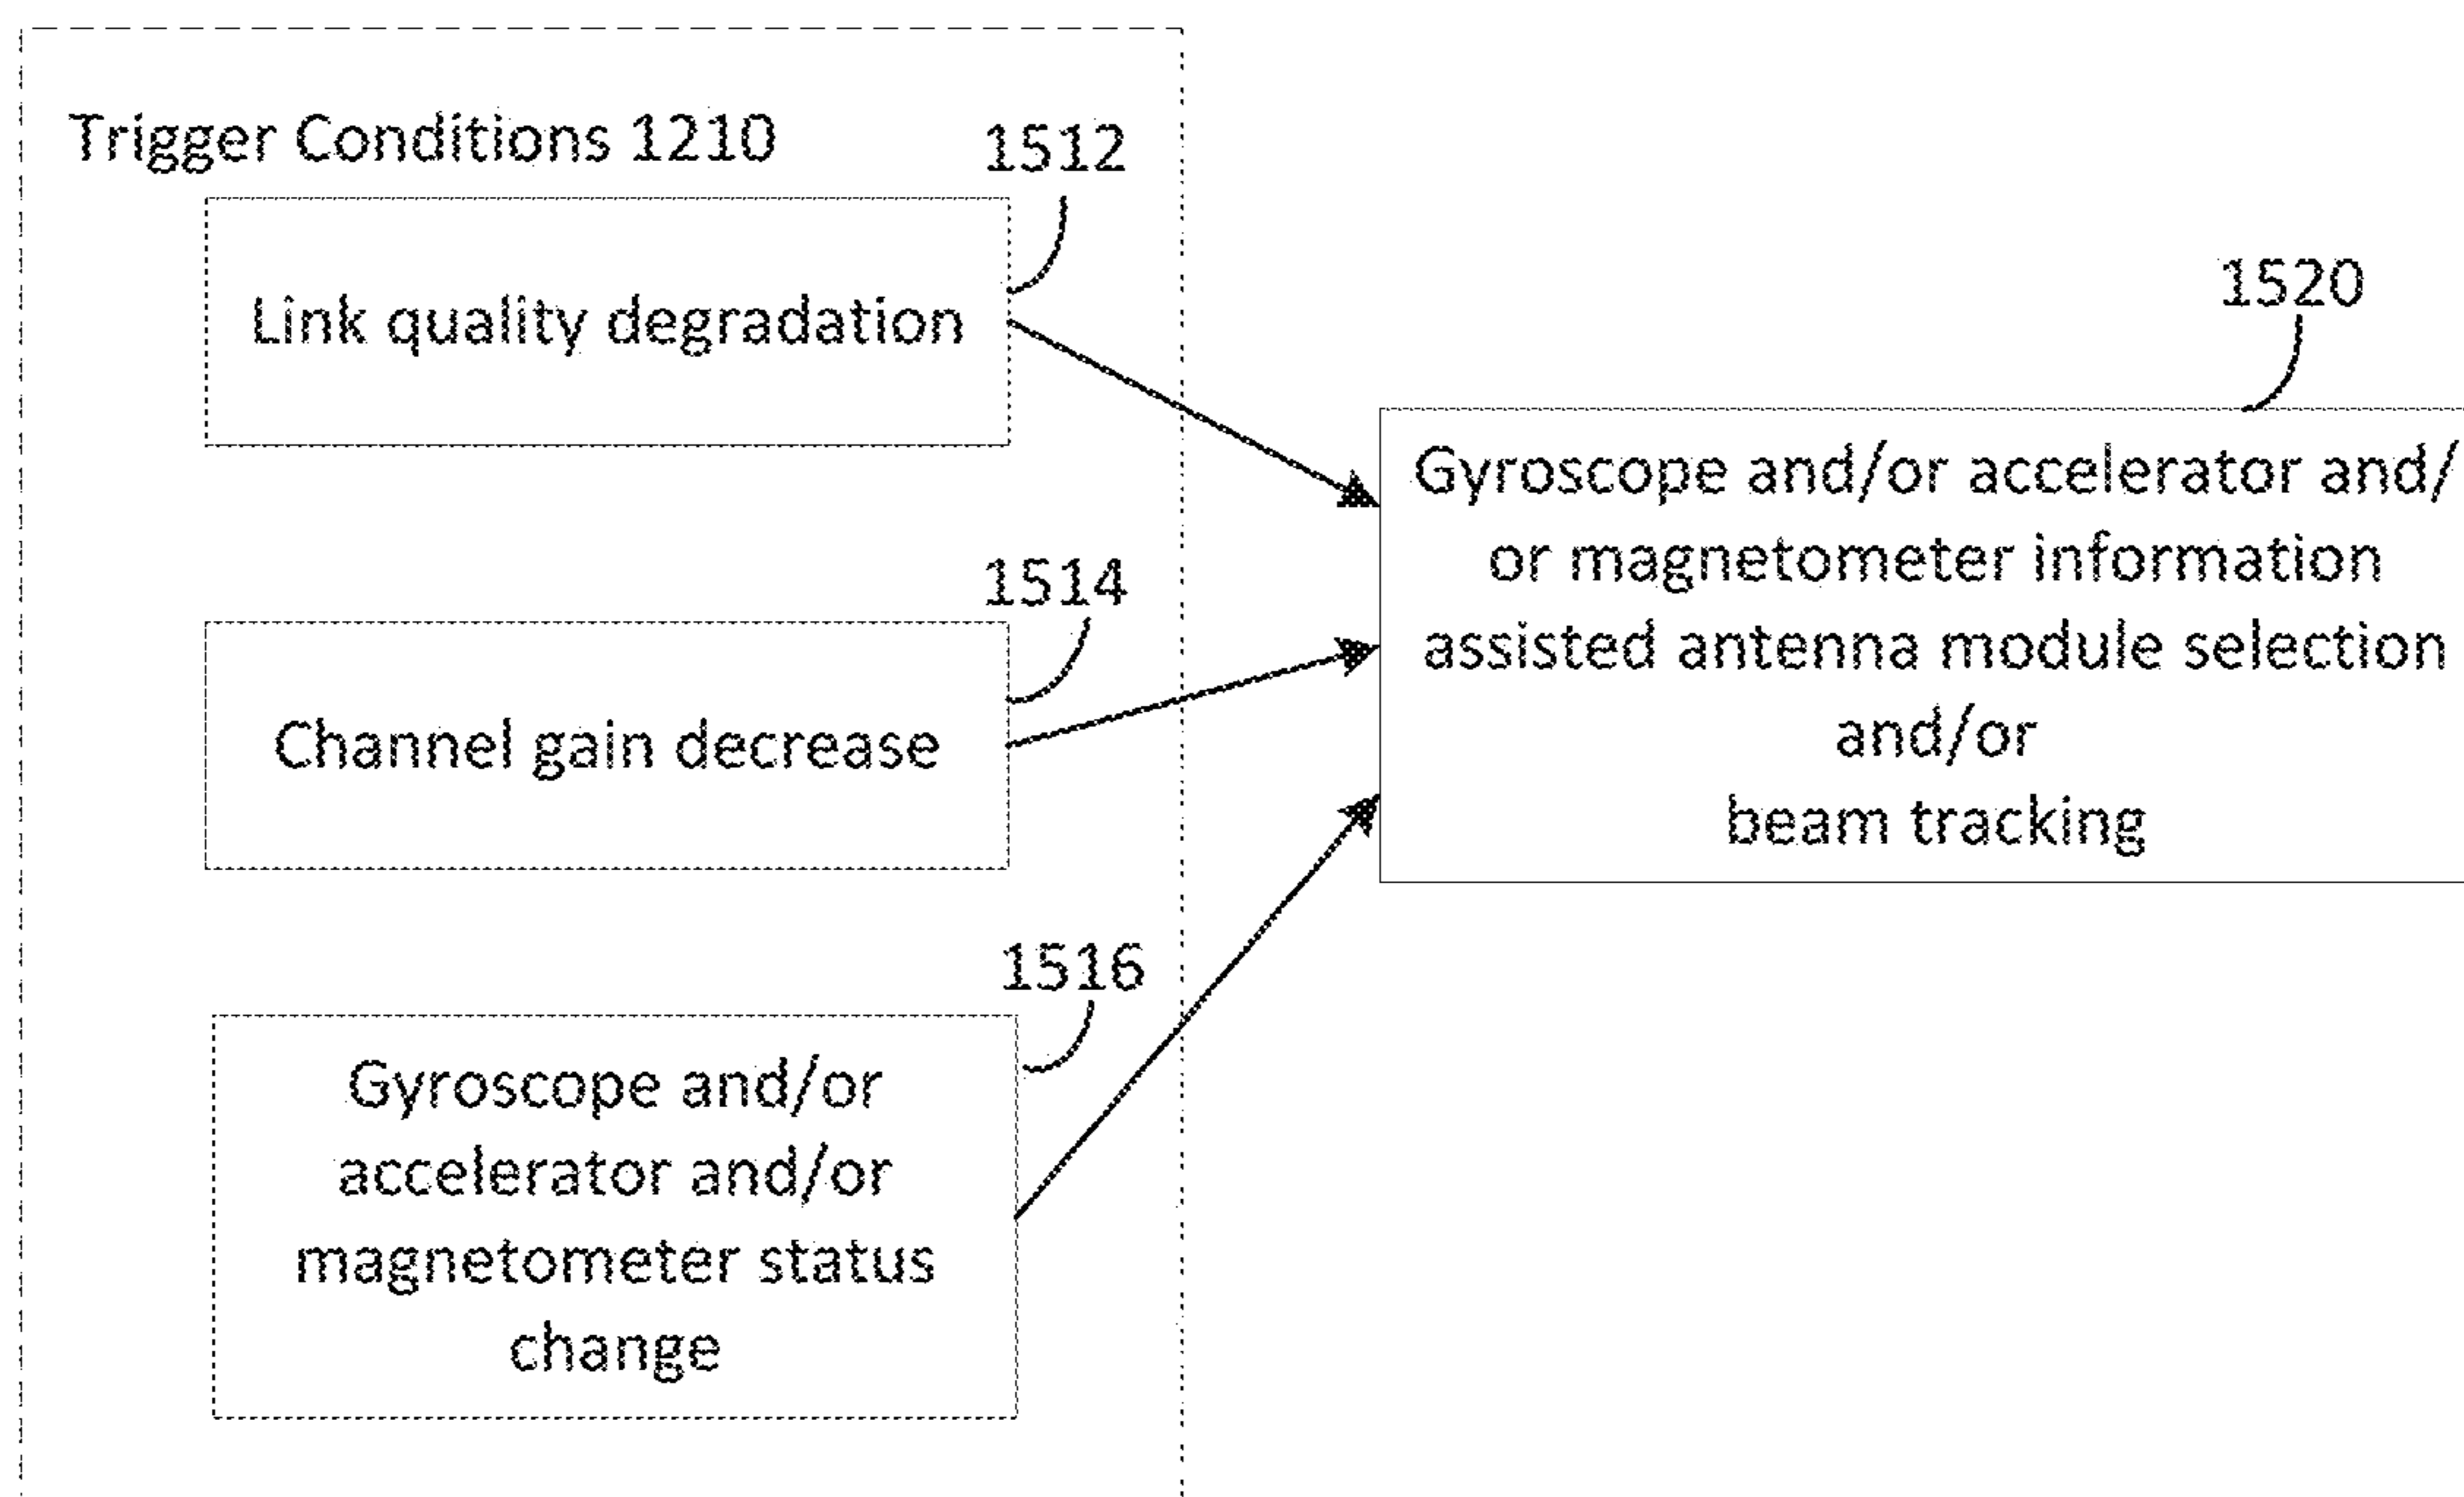 Trigger Conditions 1210
1512
Link quality degradation
1514
Channel gain decrease
1516
Gyroscope and/or
accelerator and/or
magnetometer status
change
1520
Gyroscope and/or accelerator and/
or magnetometer information
assisted antenna module selection
and/or
beam tracking